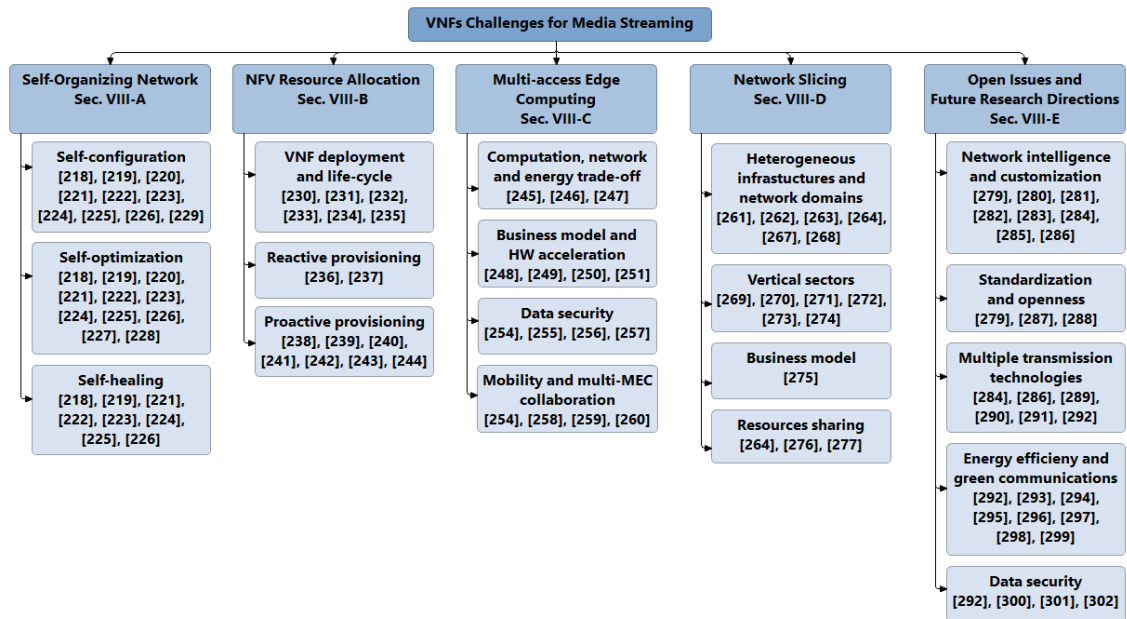 VNFs Challenges for Media Streaming
Self-Organizing Network
Sec. VIII-A
Self-configuration
[218], [219], [220],
[221], [222], [223],
[224], [225], [226], [229]
Self-optimization
[218], [219], [220],
[221], [222], [223],
[224], [225], [226],
[227], [228]
Self-healing
[218], [219], [221],
[222], [223], [224],
[225], [226]
NFV Resource Allocation
Sec. VIII-B
VNF deployment
and life-cycle
[230], [231], [232],
[233], [234], [235]
Reactive provisioning
[236], [237]
Proactive provisioning
[238], [239], [240],
[241], [242], [243], [244]
Multi-access Edge
Computing
Sec. VIII-C
Computation, network
and energy trade-off
[245], [246], [247]
Business model and
HW acceleration
[248], [249], [250], [251]
Data security
[254], [255], [256], [257]
Mobility and multi-MEC
collaboration
[254], [258], [259], [260]
Network Slicing
Sec. VIII-D
Heterogeneous
infrastuctures and
network domains
[261], [262], [263], [264],
[267], [268]
Vertical sectors
[269], [270], [271], [272],
[273], [274]
Business model
[275]
Resources sharing
[264], [276], [277]
Open Issues and
Future Research Directions
Sec. VIII-E
Network intelligence
and customization
[279], [280], [281],
[282], [283], [284],
[285], [286]
Standardization
and openness
[279], [287], [288]
Multiple transmission
technologies
[284], [286], [289],
[290], [291], [292]
Energy efficieny and
green communications
[292], [293], [294],
[295], [296], [297],
[298], [299]
Data security
[292], [300], [301], [302]